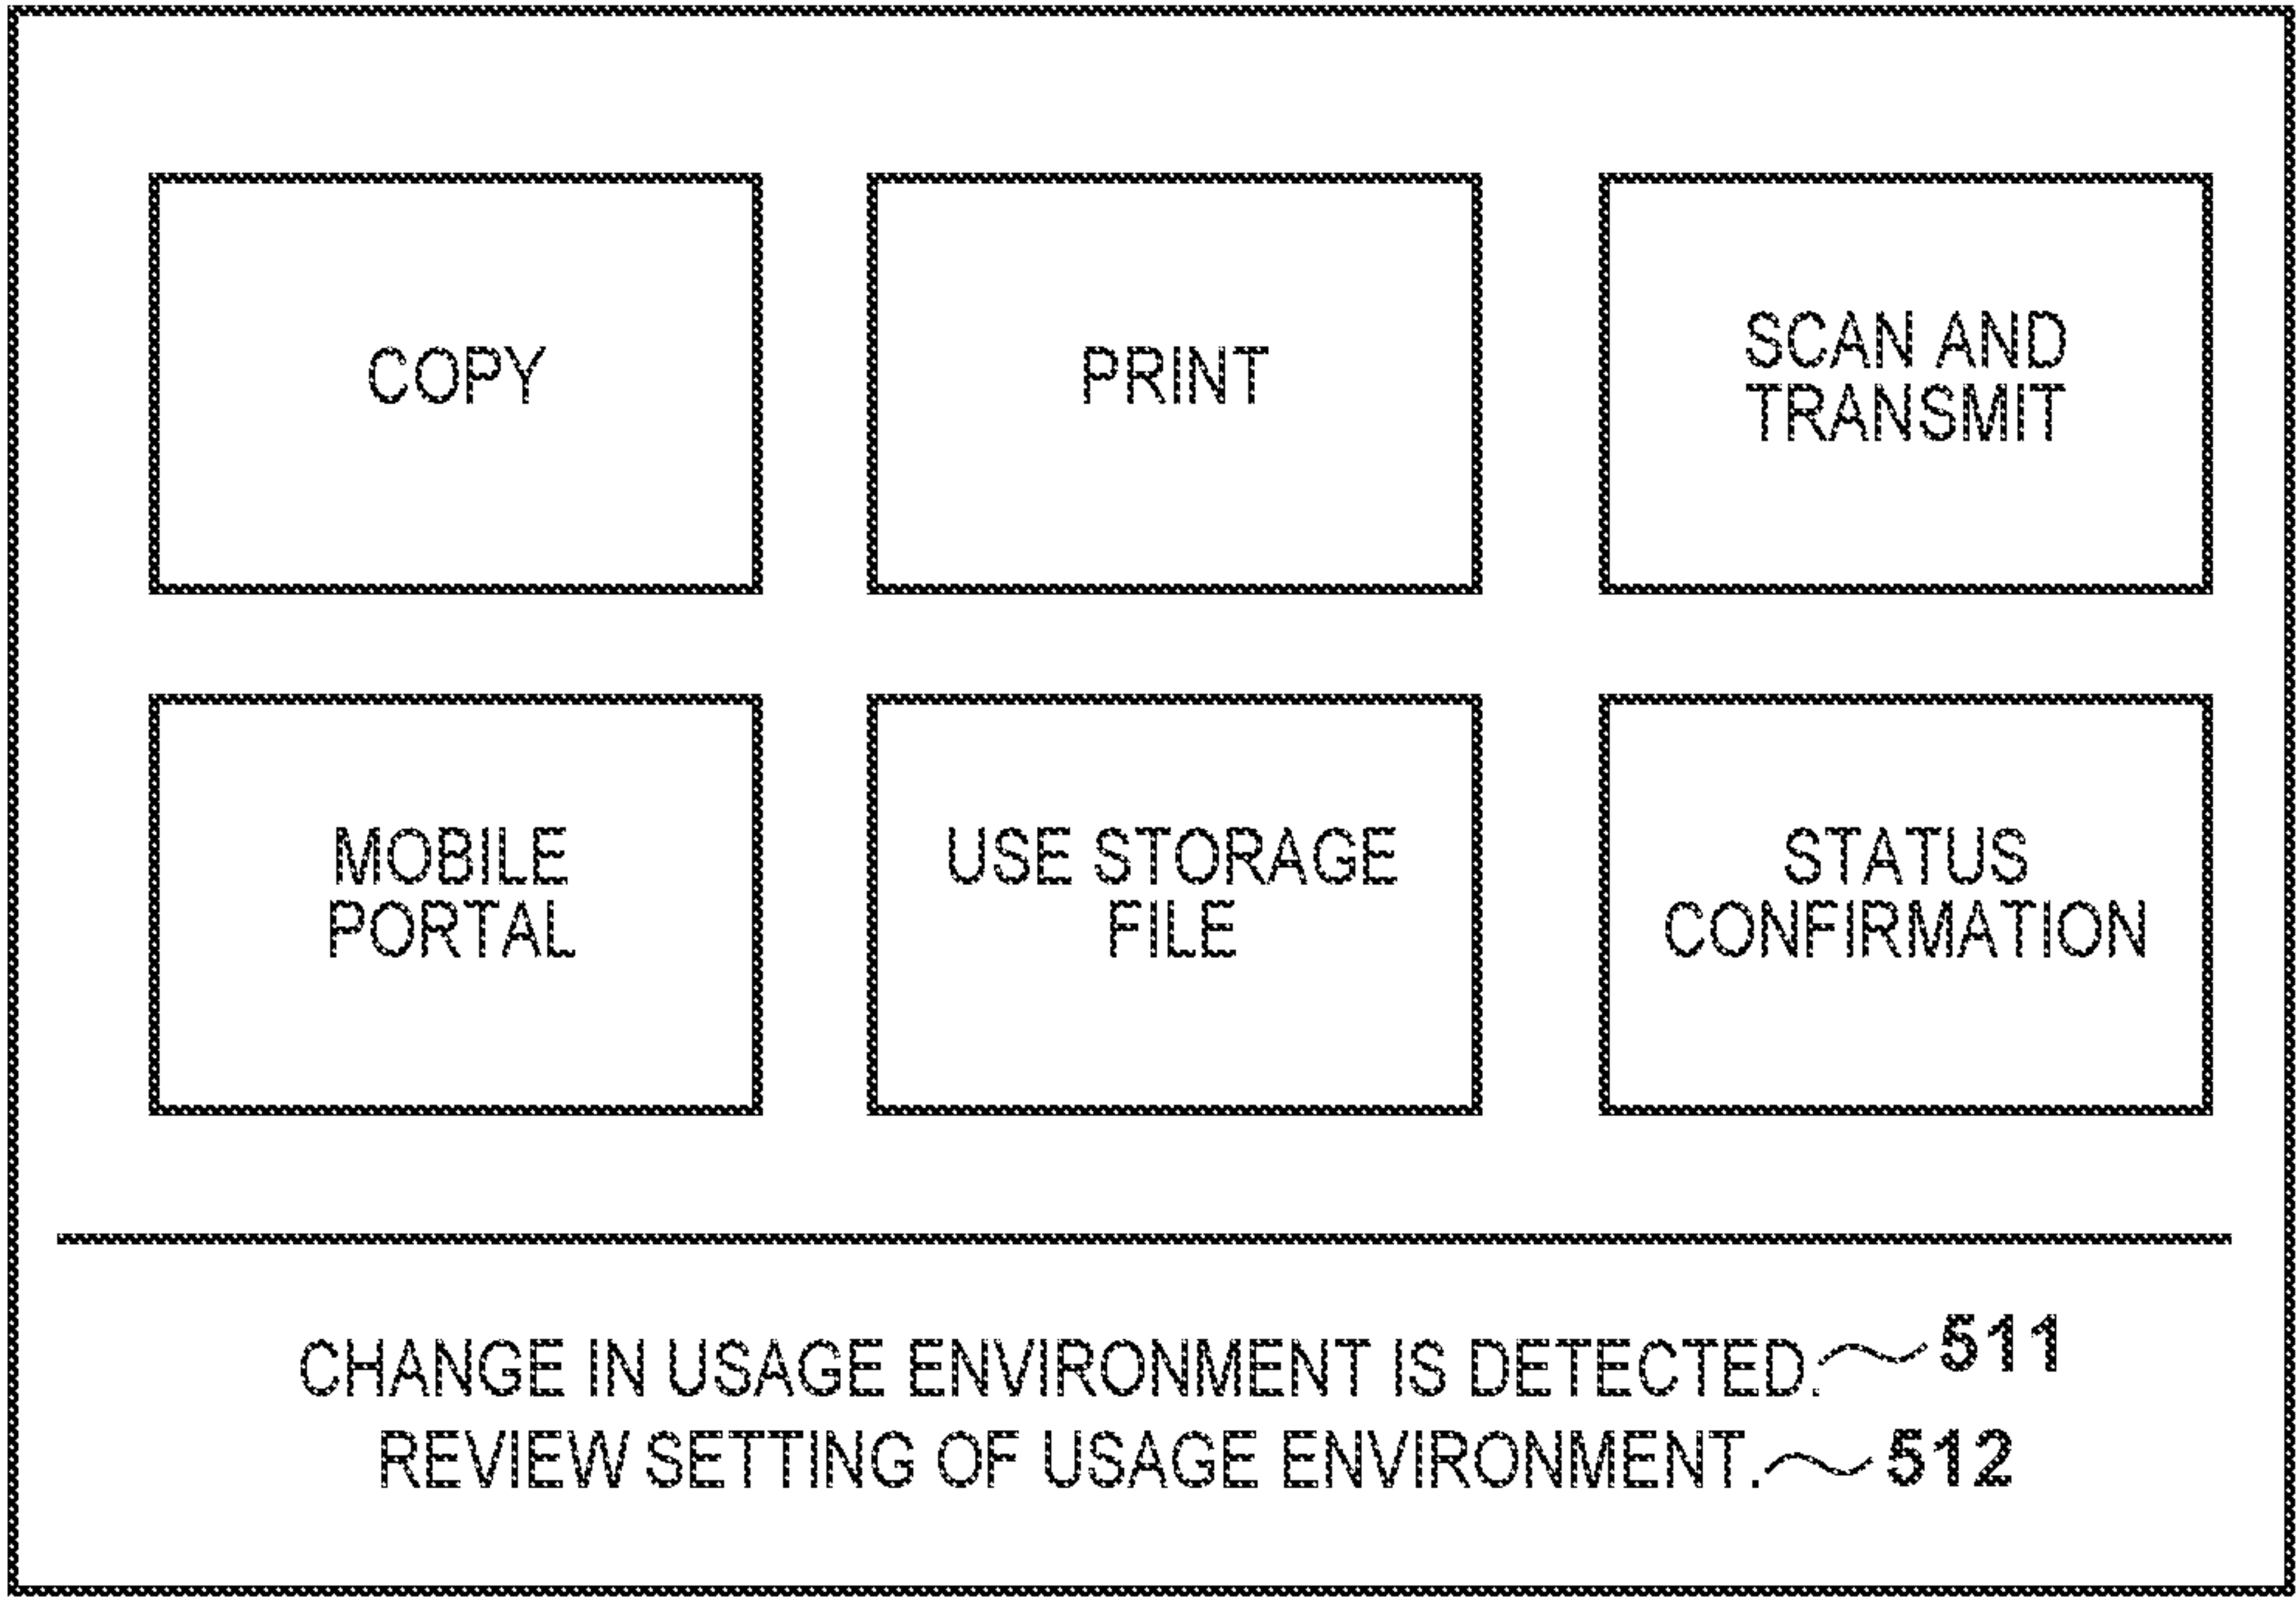 COPY
PRINT
SCAN AND
TRANSMIT
MOBILE
PORTAL
USE STORAGE
FILE
STATUS
CONFIRMATION
CHANGE IN USAGE ENVIRONMENT IS DETECTED. 511
REVIEW SETTING OF USAGE ENVIRONMENT. 512